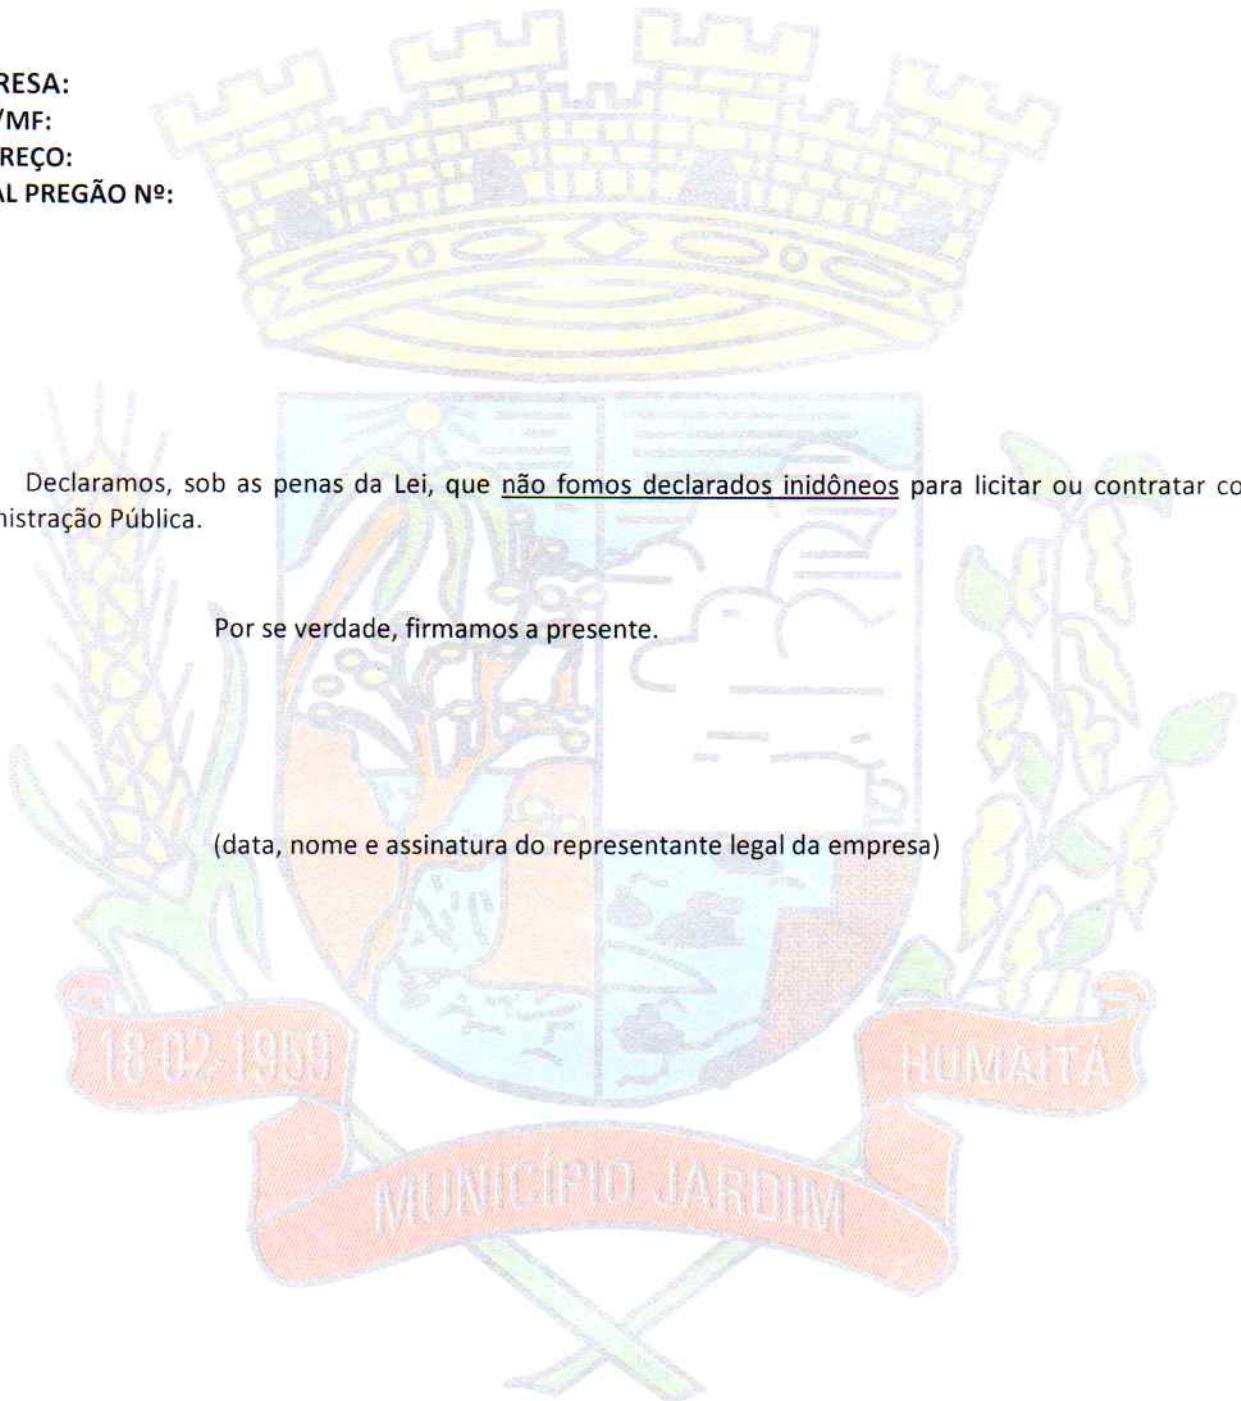 RESA:
/MF:
REÇO:
AL PREGÃO Nº:
Declaramos, sob as penas da Lei, que não fomos declarados inidôneos para licitar ou contratar co
nistração Pública.
Por se verdade, firmamos a presente.
(data, nome e assinatura do representante legal da empresa)
18-02-1959
HUMAITÁ
MUNICÍPIO JARDIM